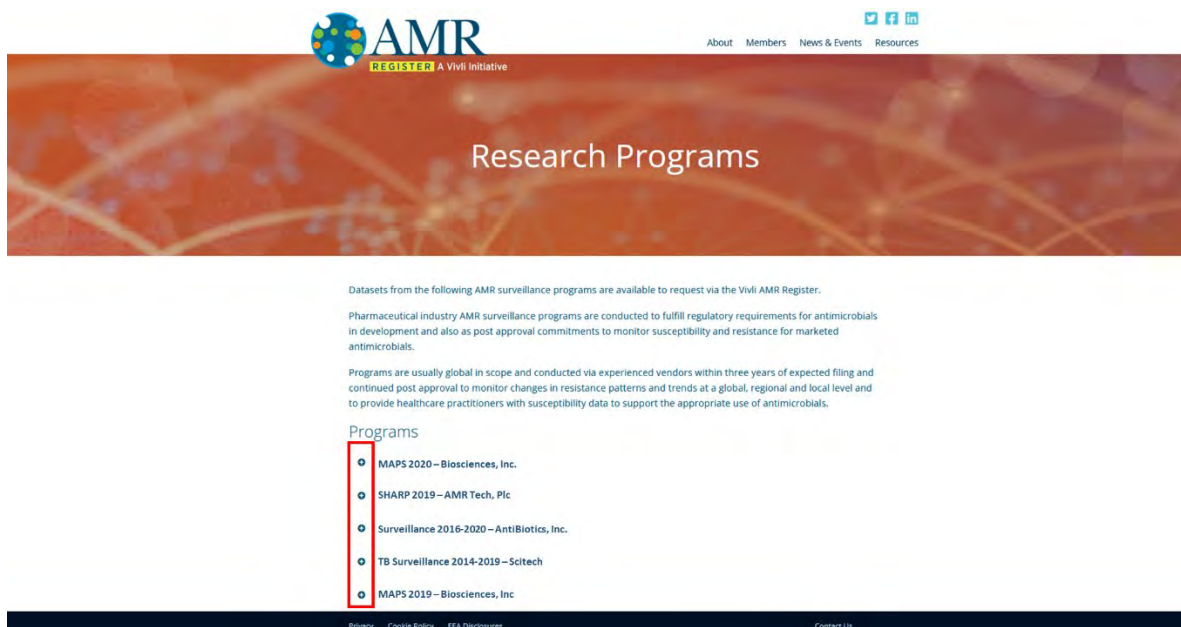 AMR
REGISTER A Vivli Initiative
About Members News & Events Resources
Research Programs
Datasets from the following AMR surveillance programs are available to request via the Vivli AMR Register.
Pharmaceutical industry AMR surveillance programs are conducted to fulfill regulatory requirements for antimicrobials
in development and also as post approval commitments to monitor susceptibility and resistance for marketed
antimicrobials.
Programs are usually global in scope and conducted via experienced vendors within three years of expected filing and
continued post approval to monitor changes in resistance patterns and trends at a global, regional and local level and
to provide healthcare practitioners with susceptibility data to support the appropriate use of antimicrobials.
Programs
MAPS 2020 – Biosciences, Inc.
SHARP 2019 – AMR Tech, Plc
Surveillance 2016-2020 – AntiBiotics, Inc.
TB Surveillance 2014-2019 – Scitech
MAPS 2019 – Biosciences, Inc
Privacy Cookie Policy EEA Disclosures Contact Us